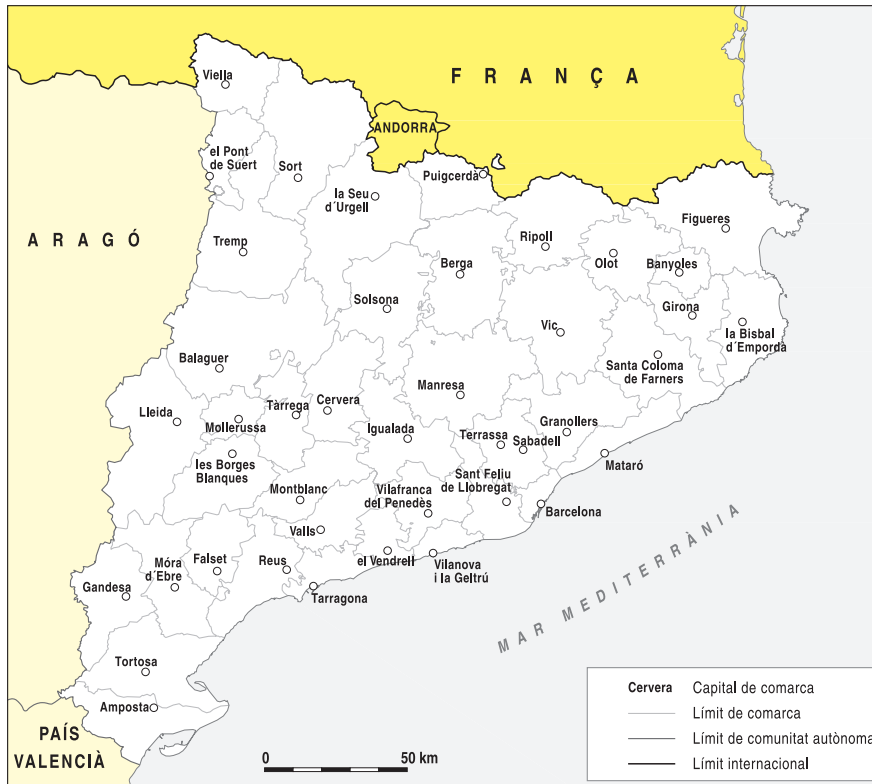 Viella
FRANÇA
ANDORRA
el Pont
de Suert
Sort
Puigcerdà
la Seu
d´Urgell
Figueres
ARAGÓ
Tremp
Ripoll
Olot
Berga
Banyoles
Solsona
Girona
Vic
la Bisbal
d´Empordà
Balaguer
Santa Coloma
de Farners
Manresa
Lleida
Tàrrega
Cervera
Mollerussa
Igualada
Granollers
Terrassa
Sabadell
les Borges
Blanques
Mataró
Montblanc
Vilafranca
del Penedès
Sant Feliu
de Llobregat
Barcelona
Valls
Móra
d´Ebre
Falset
Reus
el Vendrell
Vilanova
i la Geltrú
Gandesa
Tarragona
MAR MEDITERRÀNIA
Tortosa
Amposta
PAÍS
VALENCIÀ
0 50 km
Cervera Capital de comarca
Límit de comarca
Límit de comunitat autònoma
Límit internacional